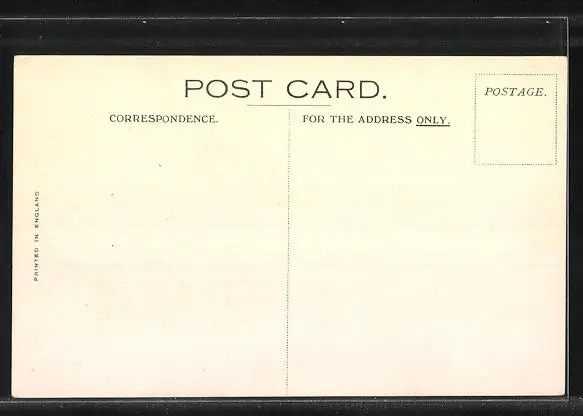 POST CARD.
POSTAGE.
CORRESPONDENCE.
FOR THE ADDRESS ONLY.
PRINTED IN ENGLAND